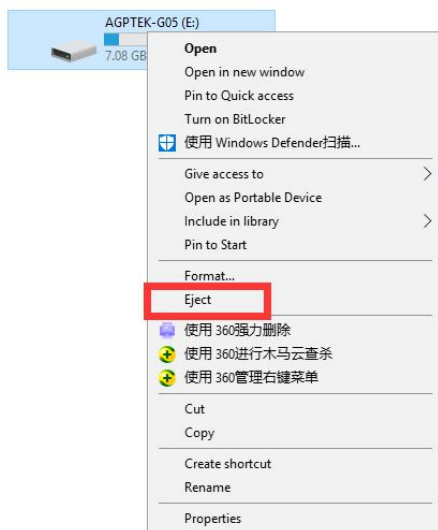 AGPTEK-G05 (E:)
7.08 GB
Open
Open in new window
Pin to Quick access
Turn on BitLocker
使用 Windows Defender扫描...
Give access to
Open as Portable Device
Include in library
Pin to Start
Format...
Eject
使用 360强力删除
使用 360进行木马云查杀
使用 360管理右键菜单
Cut
Copy
Create shortcut
Rename
Properties